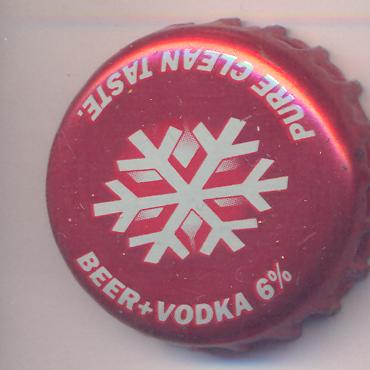 PURE CLEAN TASTE.
BEER+VODKA 6%